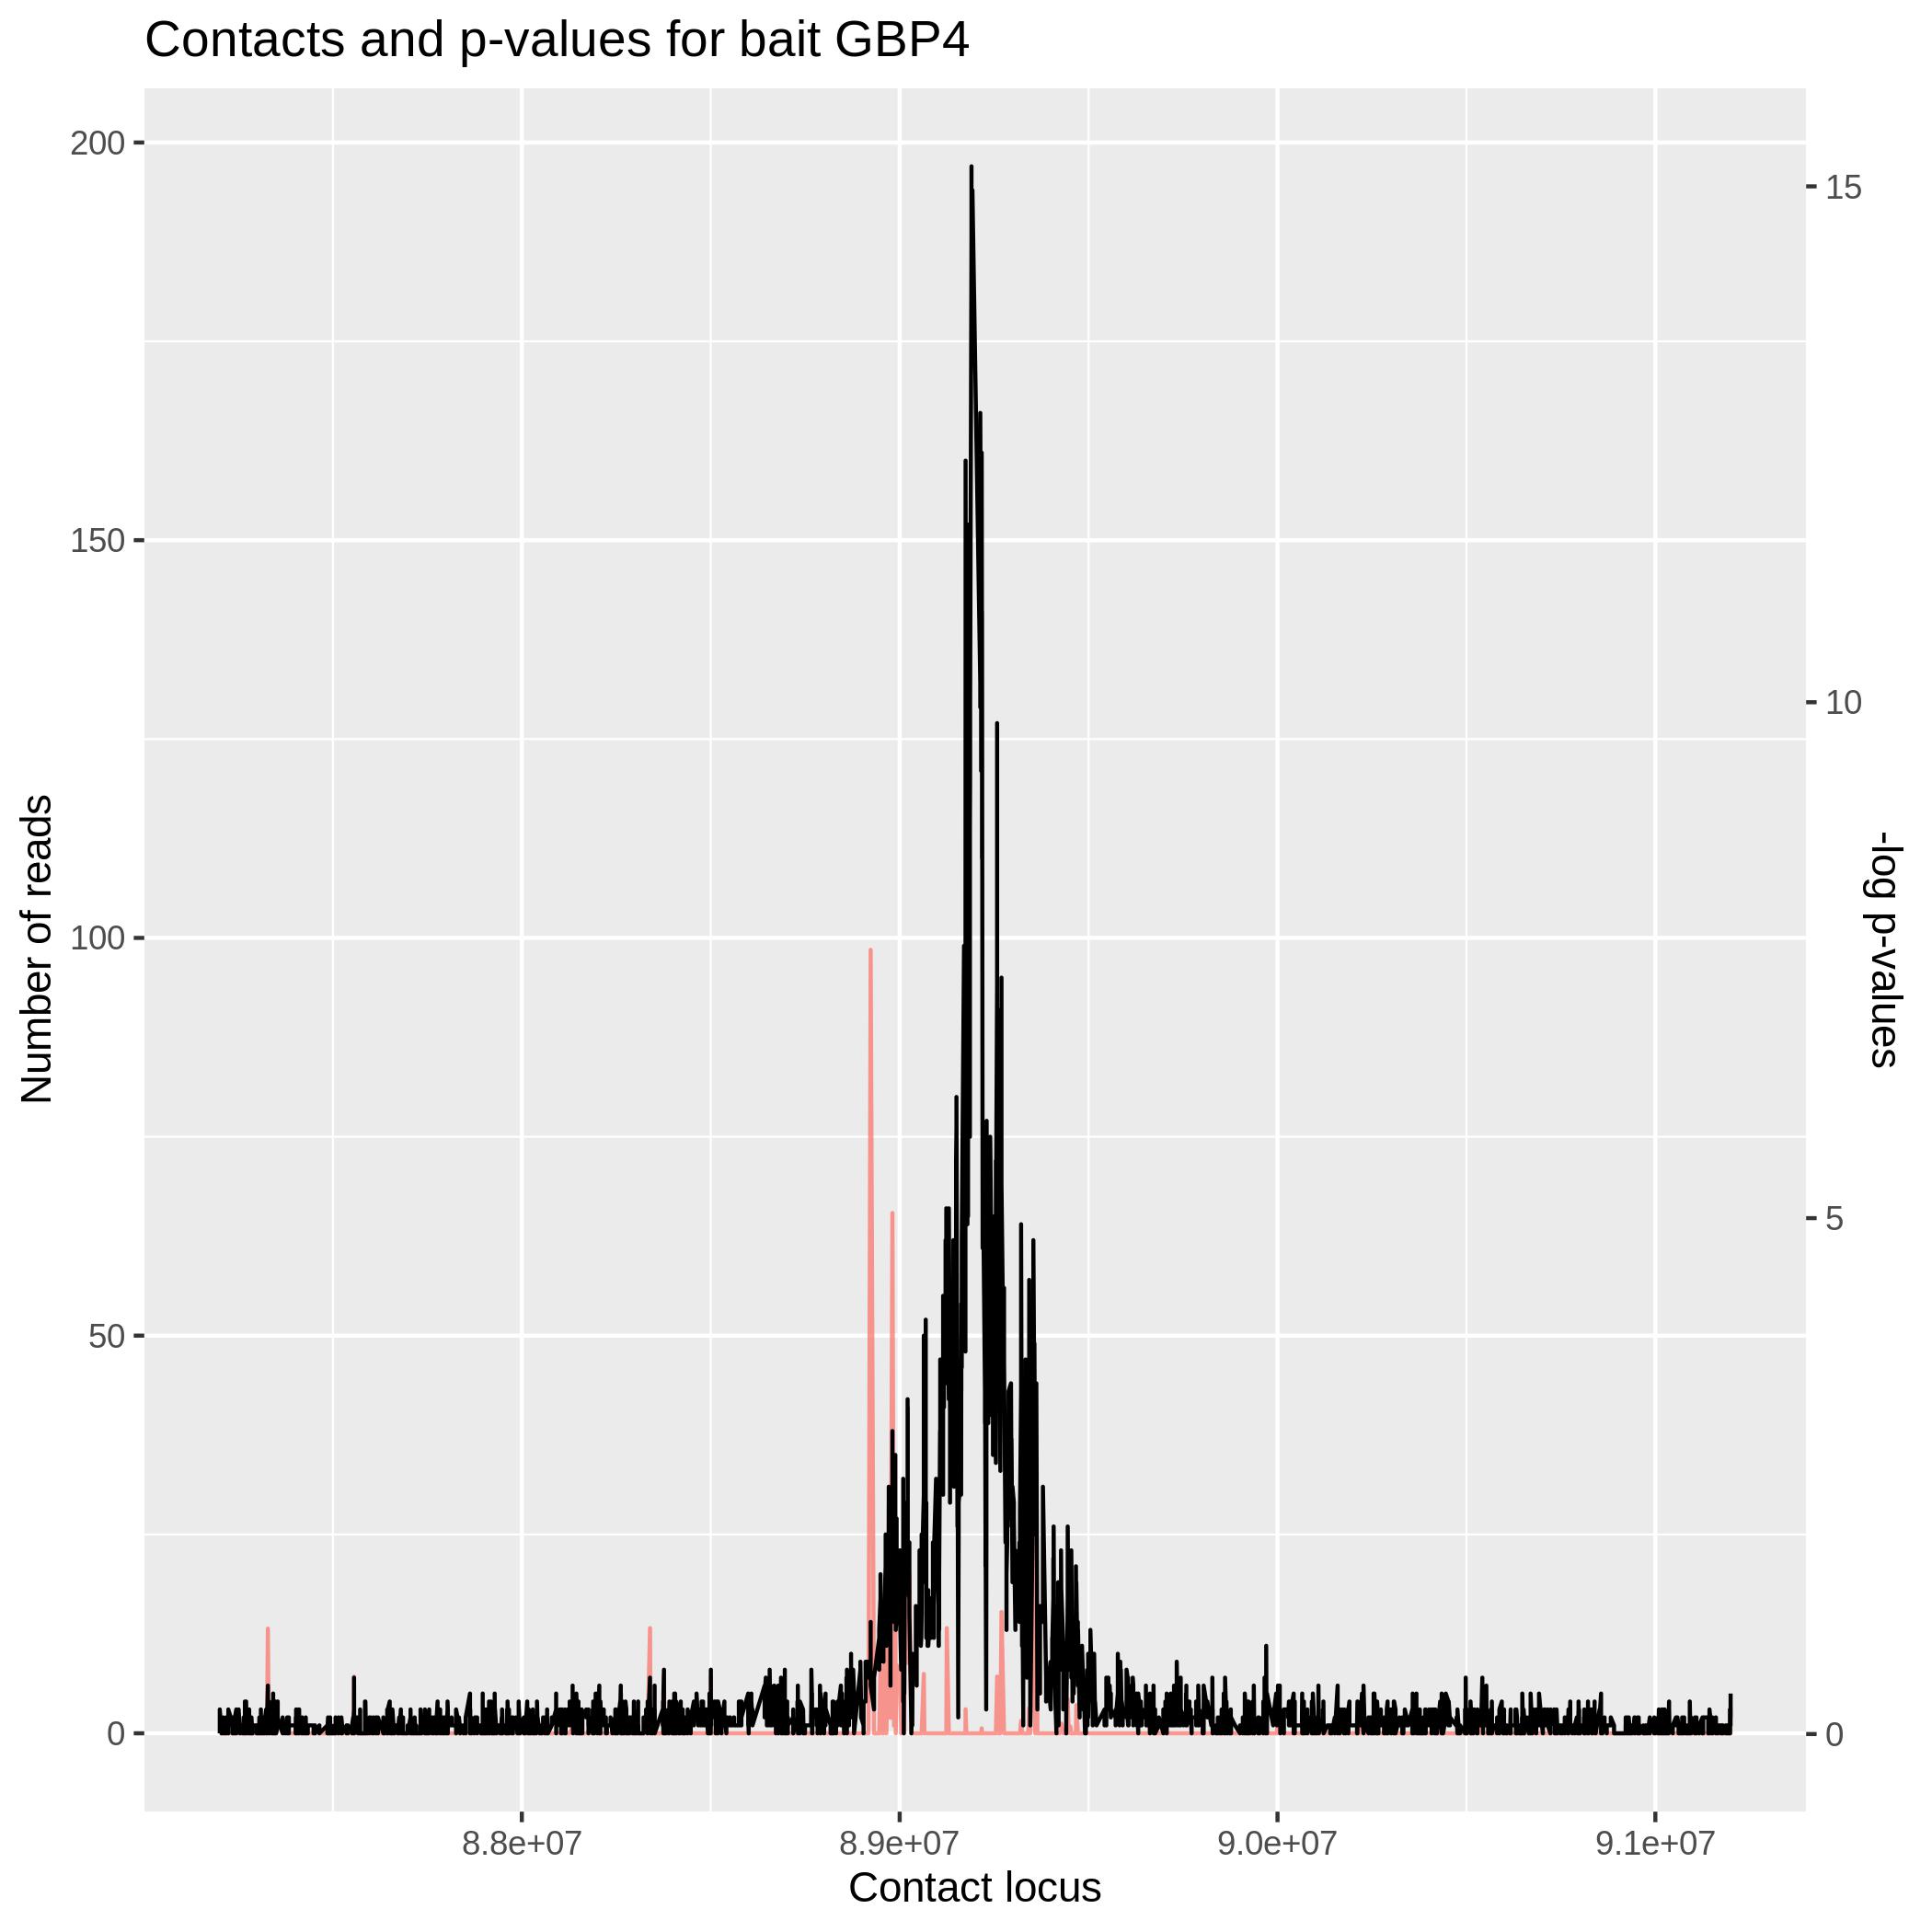 Contacts and p-values for bait GBP4
200
150
100
50
0
Number of reads
15
10
5
0
-log p-values
8.8e+07
8.9e+07
9.0e+07
9.1e+07
Contact locus